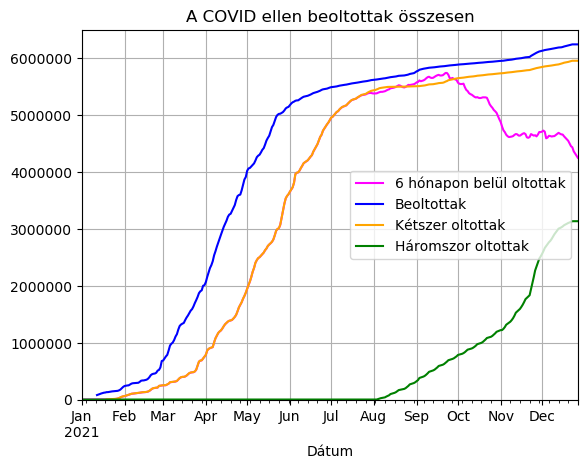 A COVID ellen beoltottak összesen
6000000
5000000
4000000
3000000
2000000
1000000
0
6 hónapon belül oltottak
Beoltottak
Kétszer oltottak
Háromszor oltottak
Jan Feb Mar Apr May Jun Jul Aug Sep Oct Nov Dec
2021
Dátum